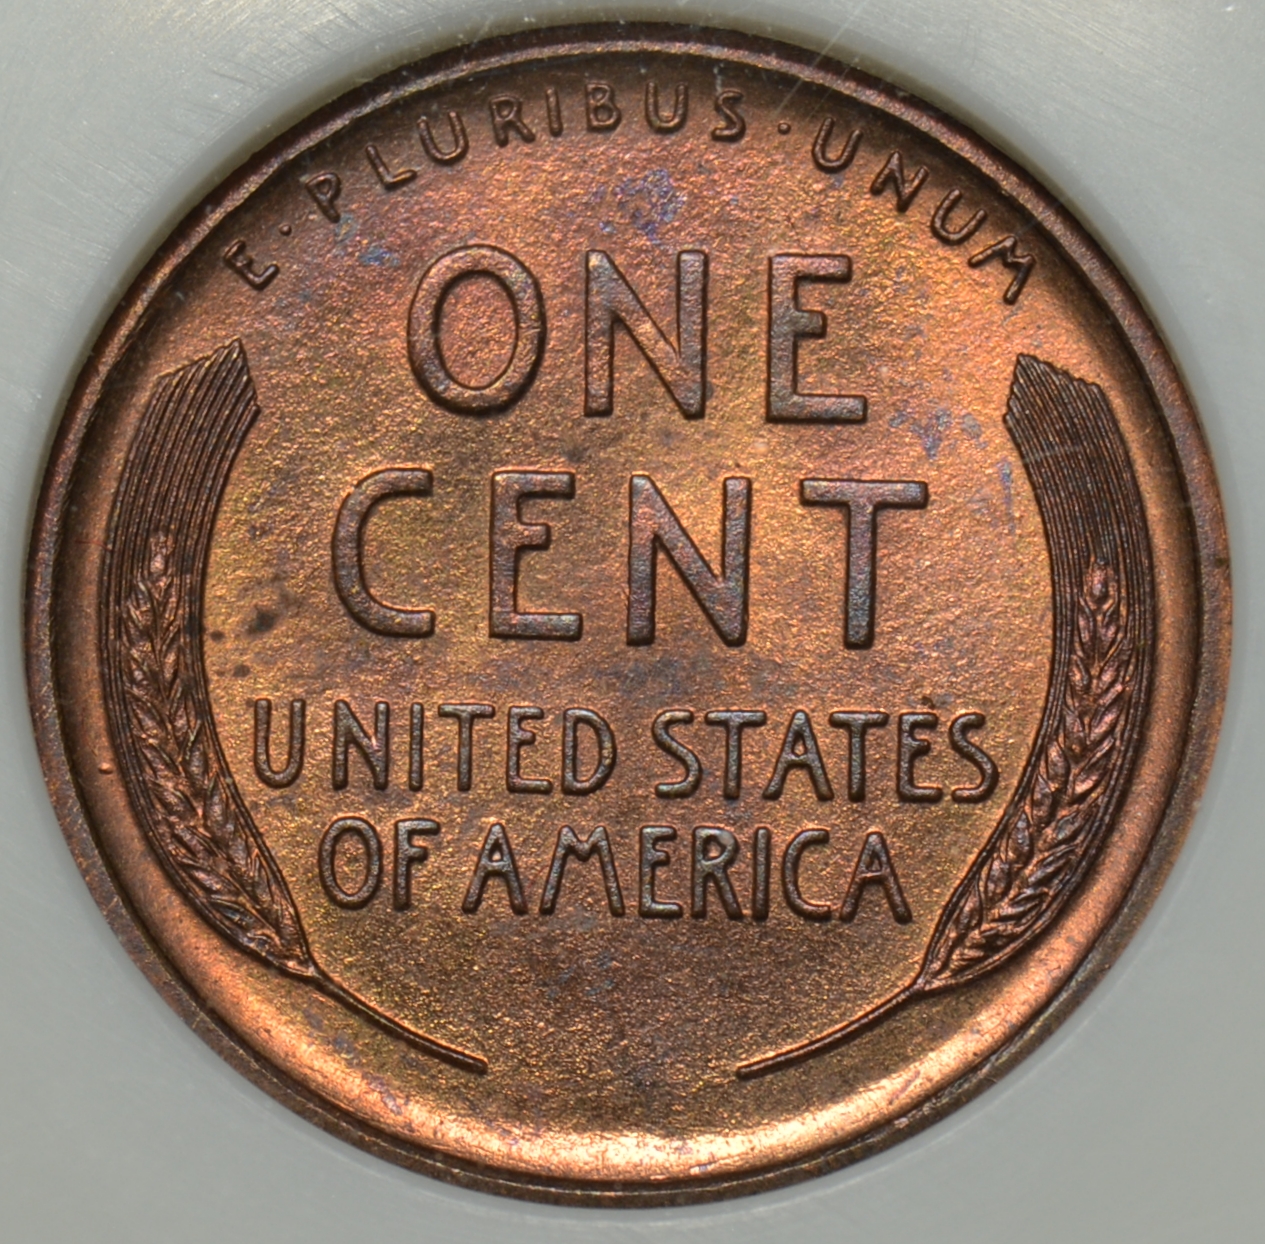 E · PLURIBUS · UNUM
ONE
CENT
UNITED STATES
OF AMERICA